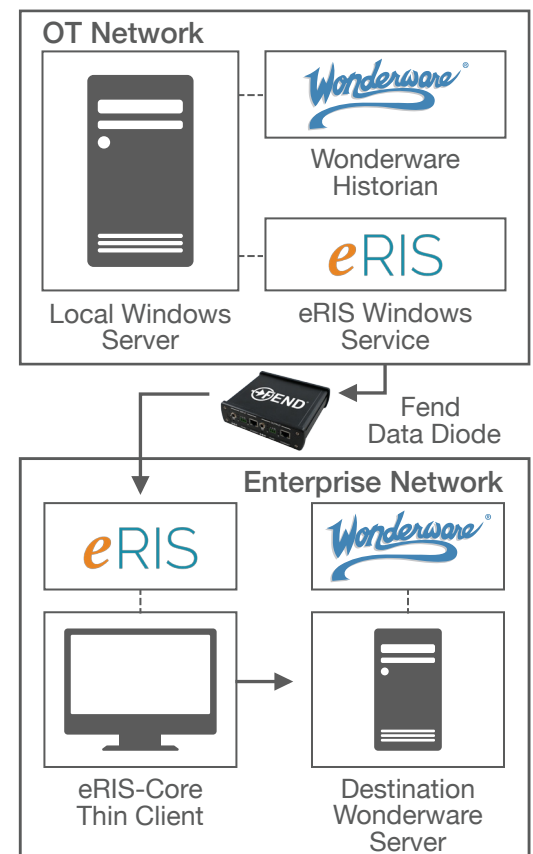 OT Network
Wonderware®
Wonderware
Historian
eRIS
Local Windows
Server
eRIS Windows
Service
FEND
Fend
Data Diode
Enterprise Network
eRIS
Wonderware®
eRIS-Core
Thin Client
Destination
Wonderware
Server